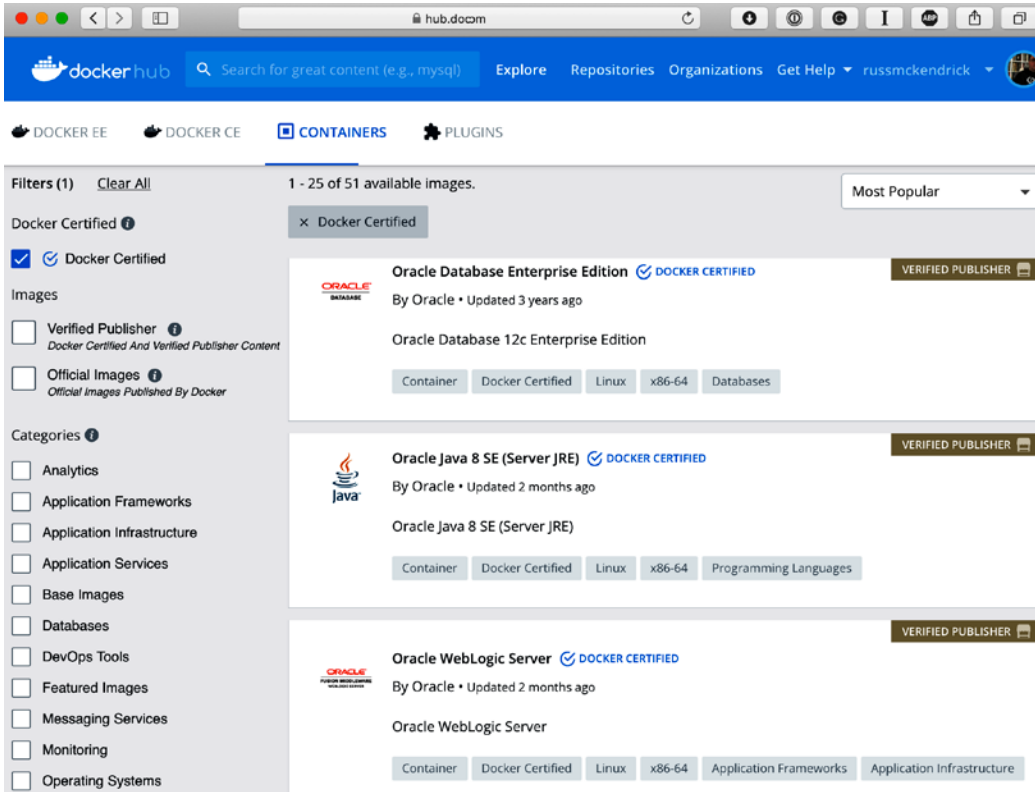 hub.docom
dockerhub
Search for great content (e.g., mysql)
Explore
Repositories
Organizations
Get Help
russmckendrick
DOCKER EE
DOCKER CE
CONTAINERS
PLUGINS
Filters (1)
Clear All
1 - 25 of 51 available images.
Most Popular
Docker Certified
× Docker Certified
Docker Certified
Images
Verified Publisher
Docker Certified And Verified Publisher Content
Official Images
Official Images Published By Docker
Categories
Analytics
Application Frameworks
Application Infrastructure
Application Services
Base Images
Databases
DevOps Tools
Featured Images
Messaging Services
Monitoring
Operating Systems
ORACLE
DATABASE
Oracle Database Enterprise Edition
DOCKER CERTIFIED
VERIFIED PUBLISHER
By Oracle • Updated 3 years ago
Oracle Database 12c Enterprise Edition
Container Docker Certified Linux x86-64 Databases
Java
Oracle Java 8 SE (Server JRE)
DOCKER CERTIFIED
VERIFIED PUBLISHER
By Oracle • Updated 2 months ago
Oracle Java 8 SE (Server JRE)
Container Docker Certified Linux x86-64 Programming Languages
ORACLE
FUSION MIDDLEWARE
WEBLOGIC SERVER
Oracle WebLogic Server
DOCKER CERTIFIED
VERIFIED PUBLISHER
By Oracle • Updated 2 months ago
Oracle WebLogic Server
Container Docker Certified Linux x86-64 Application Frameworks Application Infrastructure
ABP